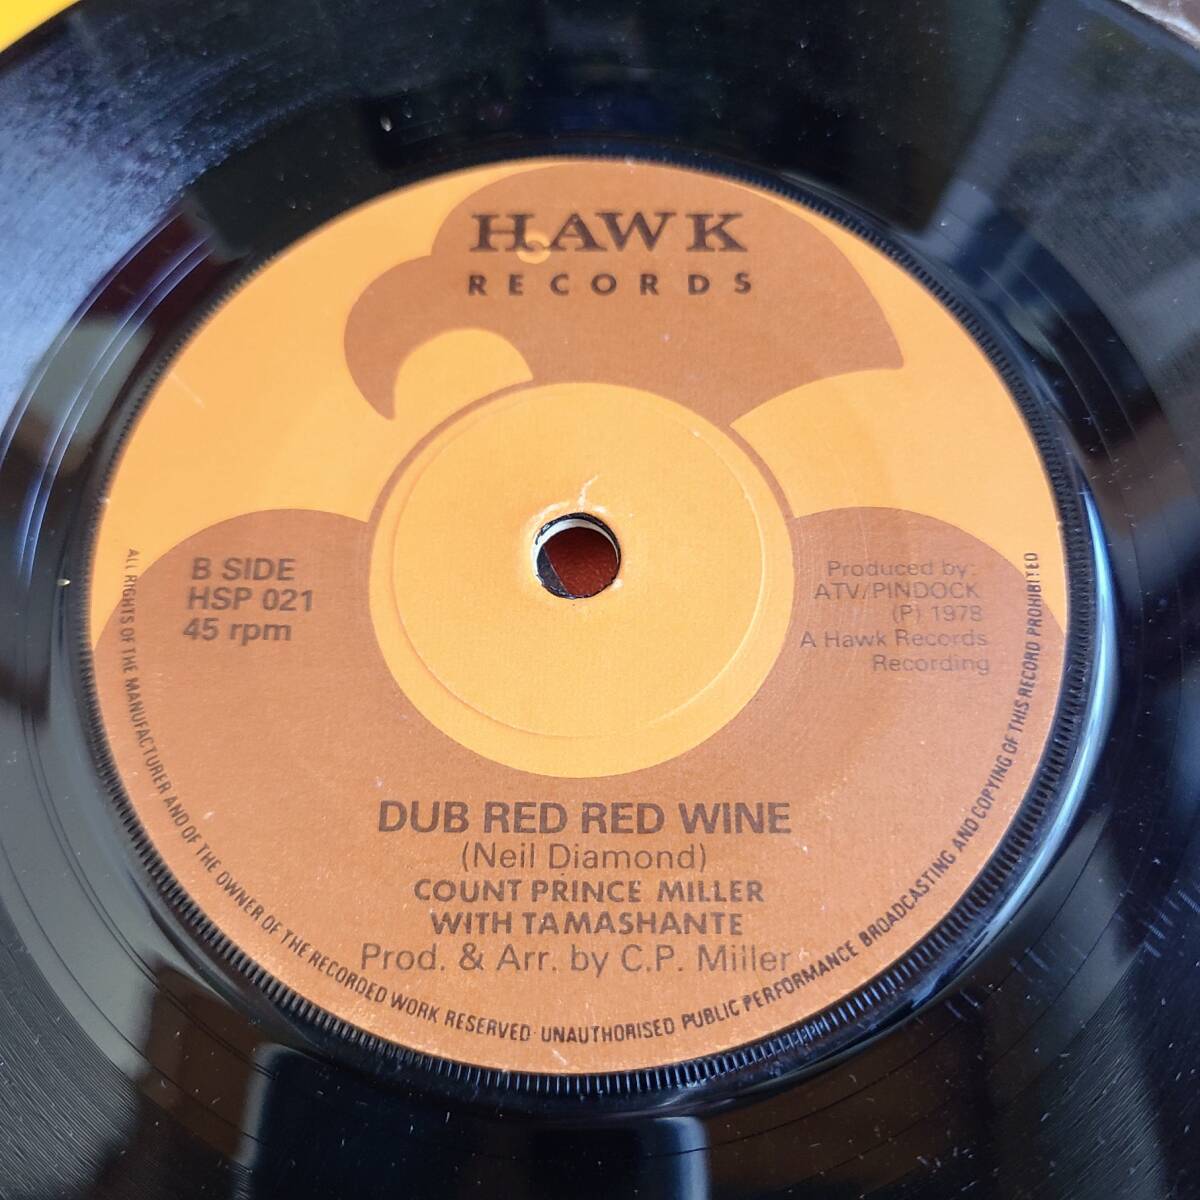 HAWK
RECORDS
B SIDE
HSP 021
45 rpm
Produced by:
ATV/PINDOCK
(P) 1978
A Hawk Records
Recording
DUB RED RED WINE
(Neil Diamond)
COUNT PRINCE MILLER
WITH TAMASHANTE
Prod. & Arr. by C.P. Miller
ALL RIGHTS OF THE MANUFACTURER AND OF THE OWNER OF THE RECORDED WORK RESERVED · UNAUTHORISED PUBLIC PERFORMANCE BROADCASTING AND COPYING OF THIS RECORD PROHIBITED